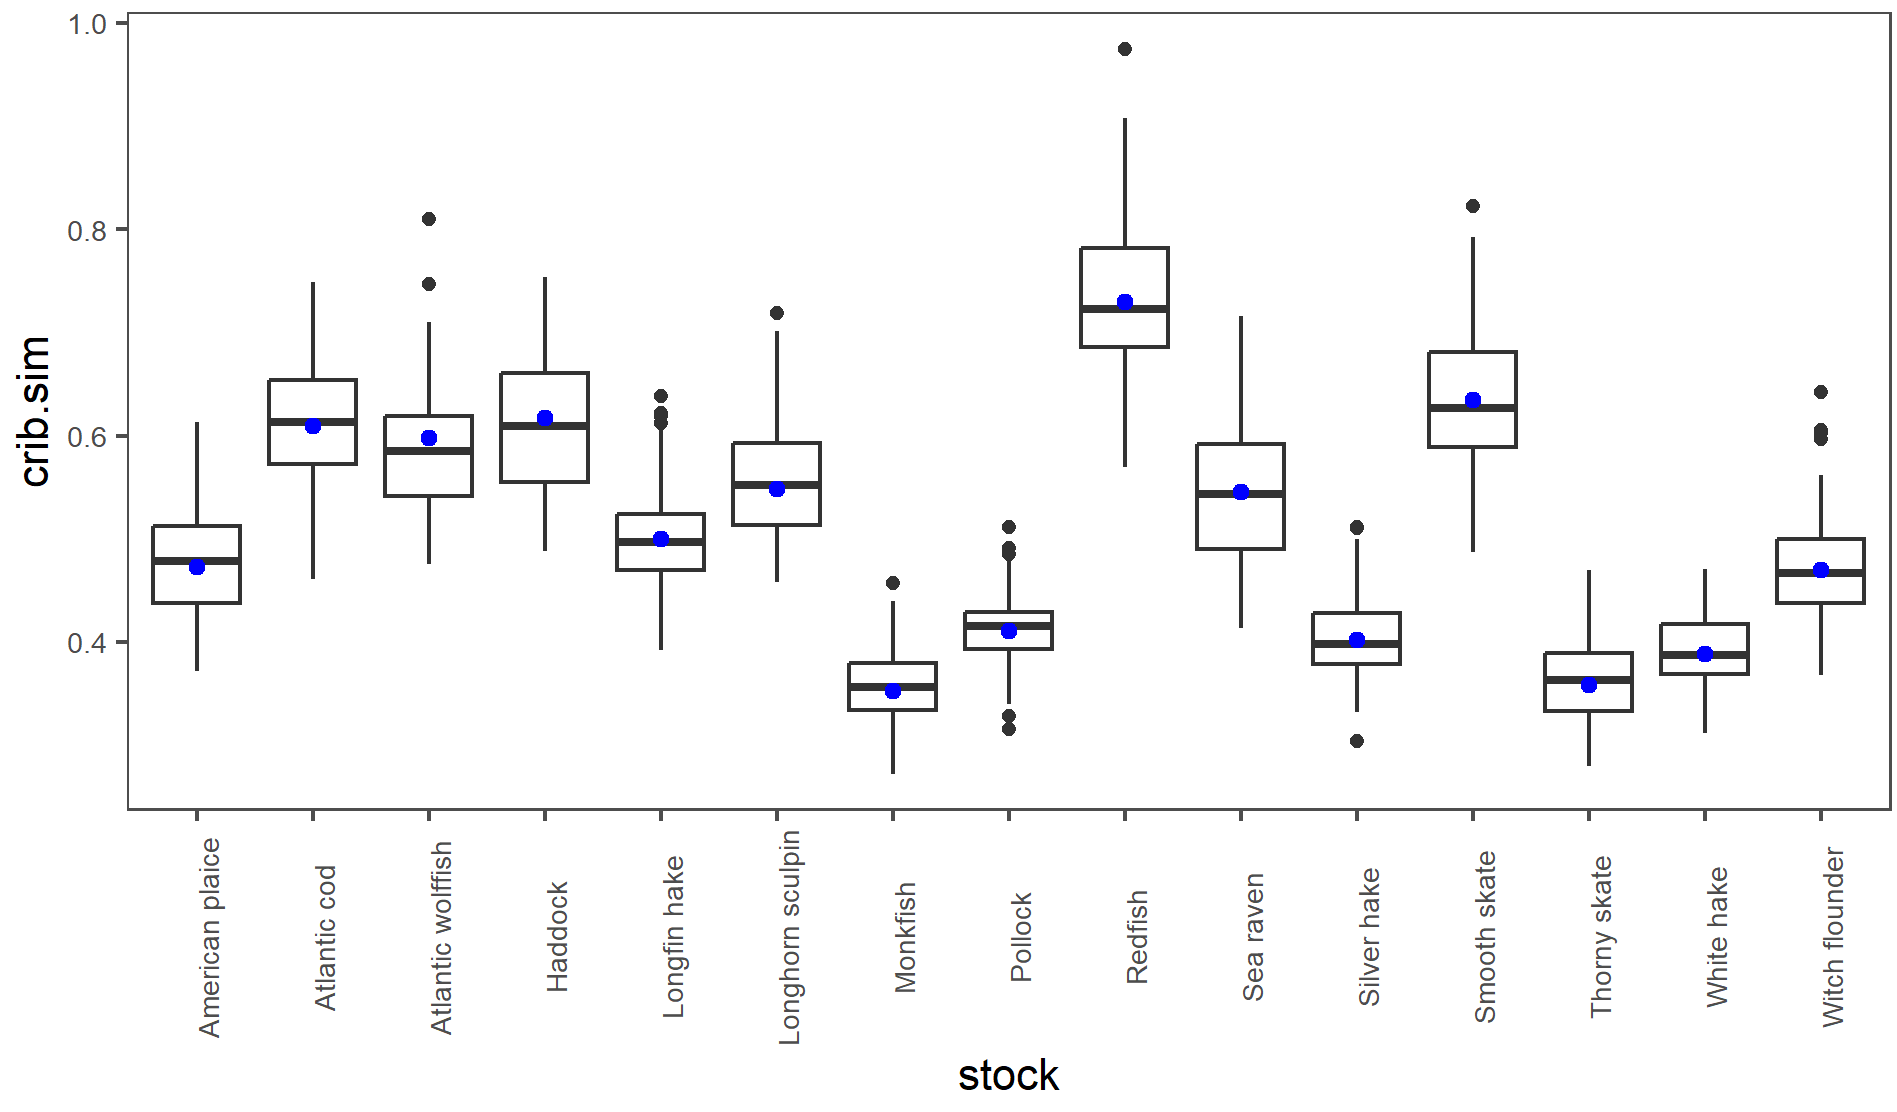 crib.sim
1.0
0.8
0.6
0.4
American plaice
Atlantic cod
Atlantic wolffish
Haddock
Longfin hake
Longhorn sculpin
Monkfish
Pollock
Redfish
Sea raven
Silver hake
Smooth skate
Thorny skate
White hake
Witch flounder
stock